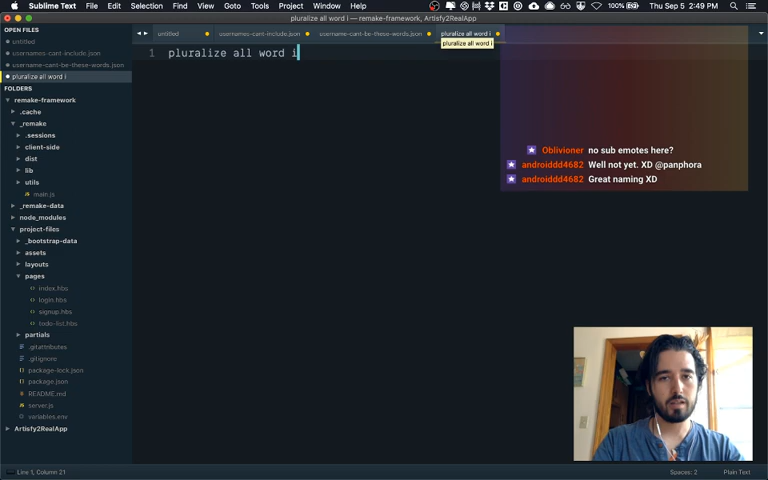 Sublime Text File Edit Selection Find View Goto Tools Project Window Help 100% Thu Sep 5 2:49 PM
pluralize all word i — remake-framework, Artisfy2RealApp
OPEN FILES
untitled
usernames-cant-include.json
username-cant-be-these-words.json
pluralize all word i
FOLDERS
remake-framework
.cache
_remake
.sessions
client-side
dist
lib
utils
main.js
_remake-data
node_modules
project-files
_bootstrap-data
assets
layouts
pages
index.hbs
login.hbs
signup.hbs
todo-list.hbs
partials
.gitattributes
.gitignore
package-lock.json
package.json
README.md
server.js
variables.env
Artisfy2RealApp
untitled usernames-cant-include.json username-cant-be-these-words.json pluralize all word i
pluralize all word i
1 pluralize all word i
Oblivioner no sub emotes here?
androiddd4682 Well not yet. XD @panphora
androiddd4682 Great naming XD
Line 1, Column 21 Spaces: 2 Plain Text